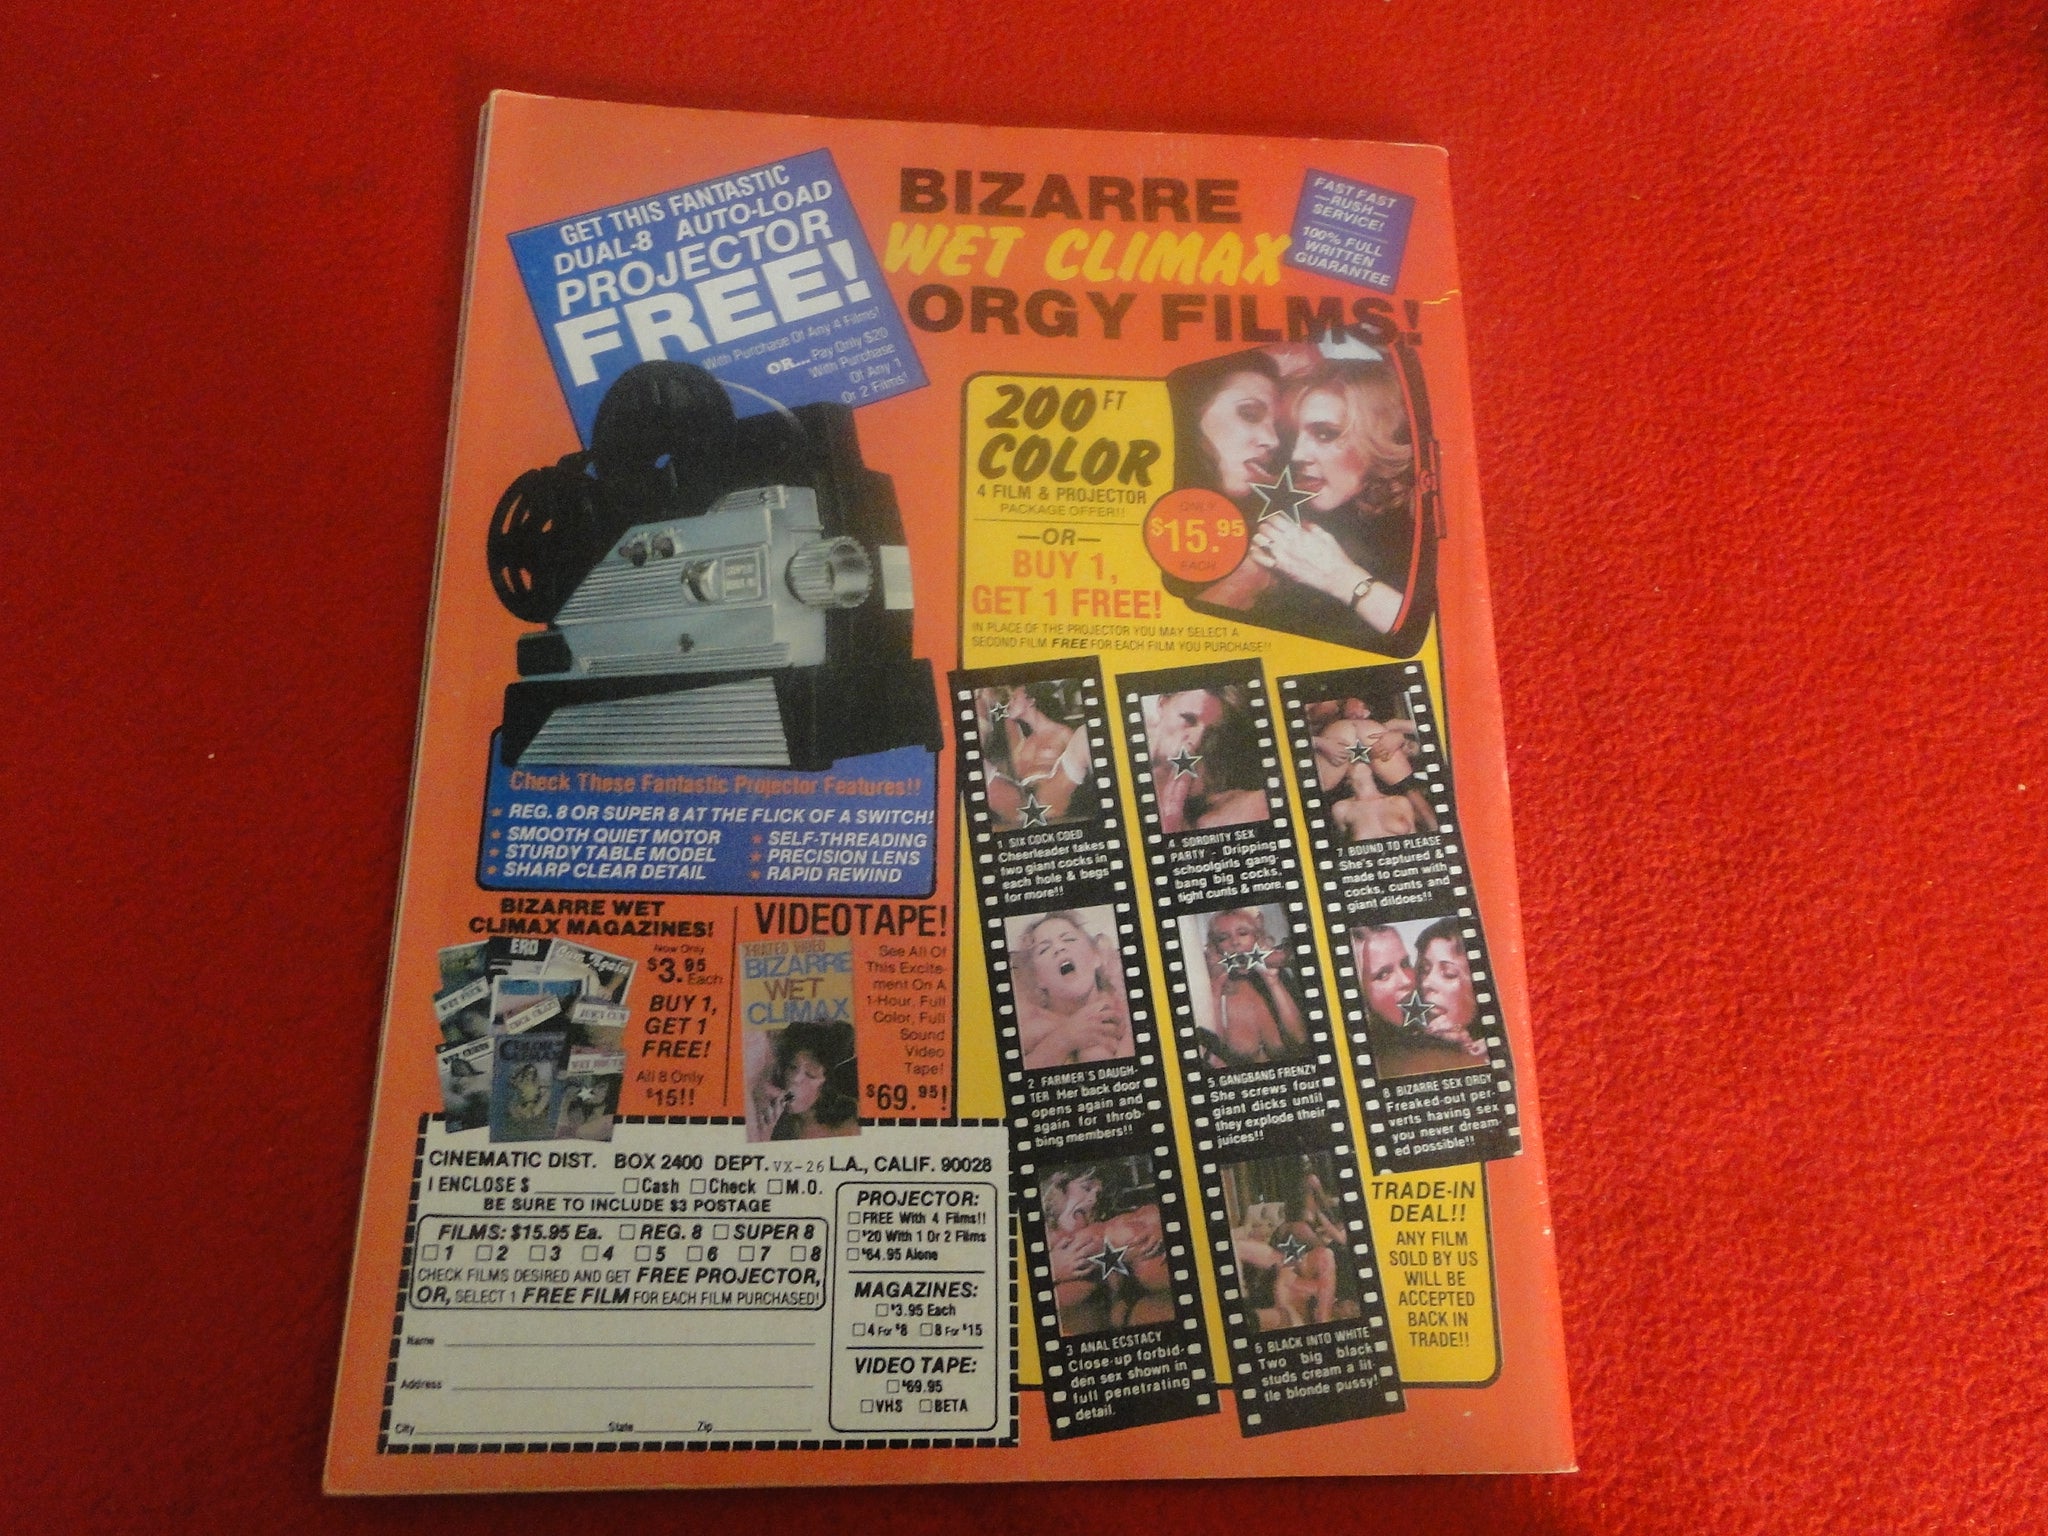 GET THIS FANTASTIC
DUAL-8 AUTO-LOAD
PROJECTOR
FREE!
With Purchase Of Any 4 Films!
OR... Pay Only $20
With Purchase
Of Any 1
Or 2 Films!
BIZARRE
WET CLIMAX
ORGY FILMS!
FAST FAST
—RUSH—
SERVICE!
100% FULL
WRITTEN
GUARANTEE
200 FT
COLOR
4 FILM & PROJECTOR
PACKAGE OFFER!!
—OR—
BUY 1,
GET 1 FREE!
IN PLACE OF THE PROJECTOR YOU MAY SELECT A
SECOND FILM FREE FOR EACH FILM YOU PURCHASE!!
ONLY
$15.95
EACH
Check These Fantastic Projector Features!!
★ REG. 8 OR SUPER 8 AT THE FLICK OF A SWITCH!
★ SMOOTH QUIET MOTOR
★ STURDY TABLE MODEL
★ SHARP CLEAR DETAIL
★ SELF-THREADING
★ PRECISION LENS
★ RAPID REWIND
1. SIX COCK COED
Cheerleader takes
two giant cocks in
each hole & begs
for more!!
2. FARMER'S DAUGH-
TER Her back door
opens again and
again for throb-
bing members!!
3 ANAL ECSTACY
Close-up forbid-
den sex shown in
full penetrating
detail.
4. SORORITY SEX
PARTY - Dripping
schoolgirls gang-
bang big cocks,
tight cunts & more.
5. GANGBANG FRENZY
She screws four
giant dicks until
they explode their
juices!!
6 BLACK INTO WHITE
Two big black
studs cream a lit-
tle blonde pussy!
7. BOUND TO PLEASE
She's captured &
made to cum with
cocks, cunts and
giant dildoes!!
8 BIZARRE SEX ORGY
Freaked-out per-
verts having sex
you never dream-
ed possible!!
TRADE-IN
DEAL!!
ANY FILM
SOLD BY US
WILL BE
ACCEPTED
BACK IN
TRADE!!
BIZARRE WET
CLIMAX MAGAZINES!
Now Only
$3.95
Each
BUY 1,
GET 1
FREE!
All 8 Only
$15!!
ERO
WET FUCK
JUICY CUM
CLIMAX
VIDEOTAPE!
X-RATED VIDEO
BIZARRE
WET
CLIMAX
See All Of
This Excite-
ment On A
1-Hour, Full
Color, Full
Sound
Video
Tape!
$69.95!
CINEMATIC DIST. BOX 2400 DEPT. VX-26 L.A., CALIF. 90028
I ENCLOSE $ ☐Cash ☐Check ☐M.O.
BE SURE TO INCLUDE $3 POSTAGE
FILMS: $15.95 Ea. ☐ REG. 8 ☐ SUPER 8
☐1 ☐2 ☐3 ☐4 ☐5 ☐6 ☐7 ☐8
CHECK FILMS DESIRED AND GET FREE PROJECTOR,
OR, SELECT 1 FREE FILM FOR EACH FILM PURCHASED!
Name
Address
City State Zip
PROJECTOR:
☐FREE With 4 Films!!
☐$20 With 1 Or 2 Films
☐$64.95 Alone
MAGAZINES:
☐$3.95 Each
☐4 For $8 ☐8 For $15
VIDEO TAPE:
☐$69.95
☐VHS ☐BETA